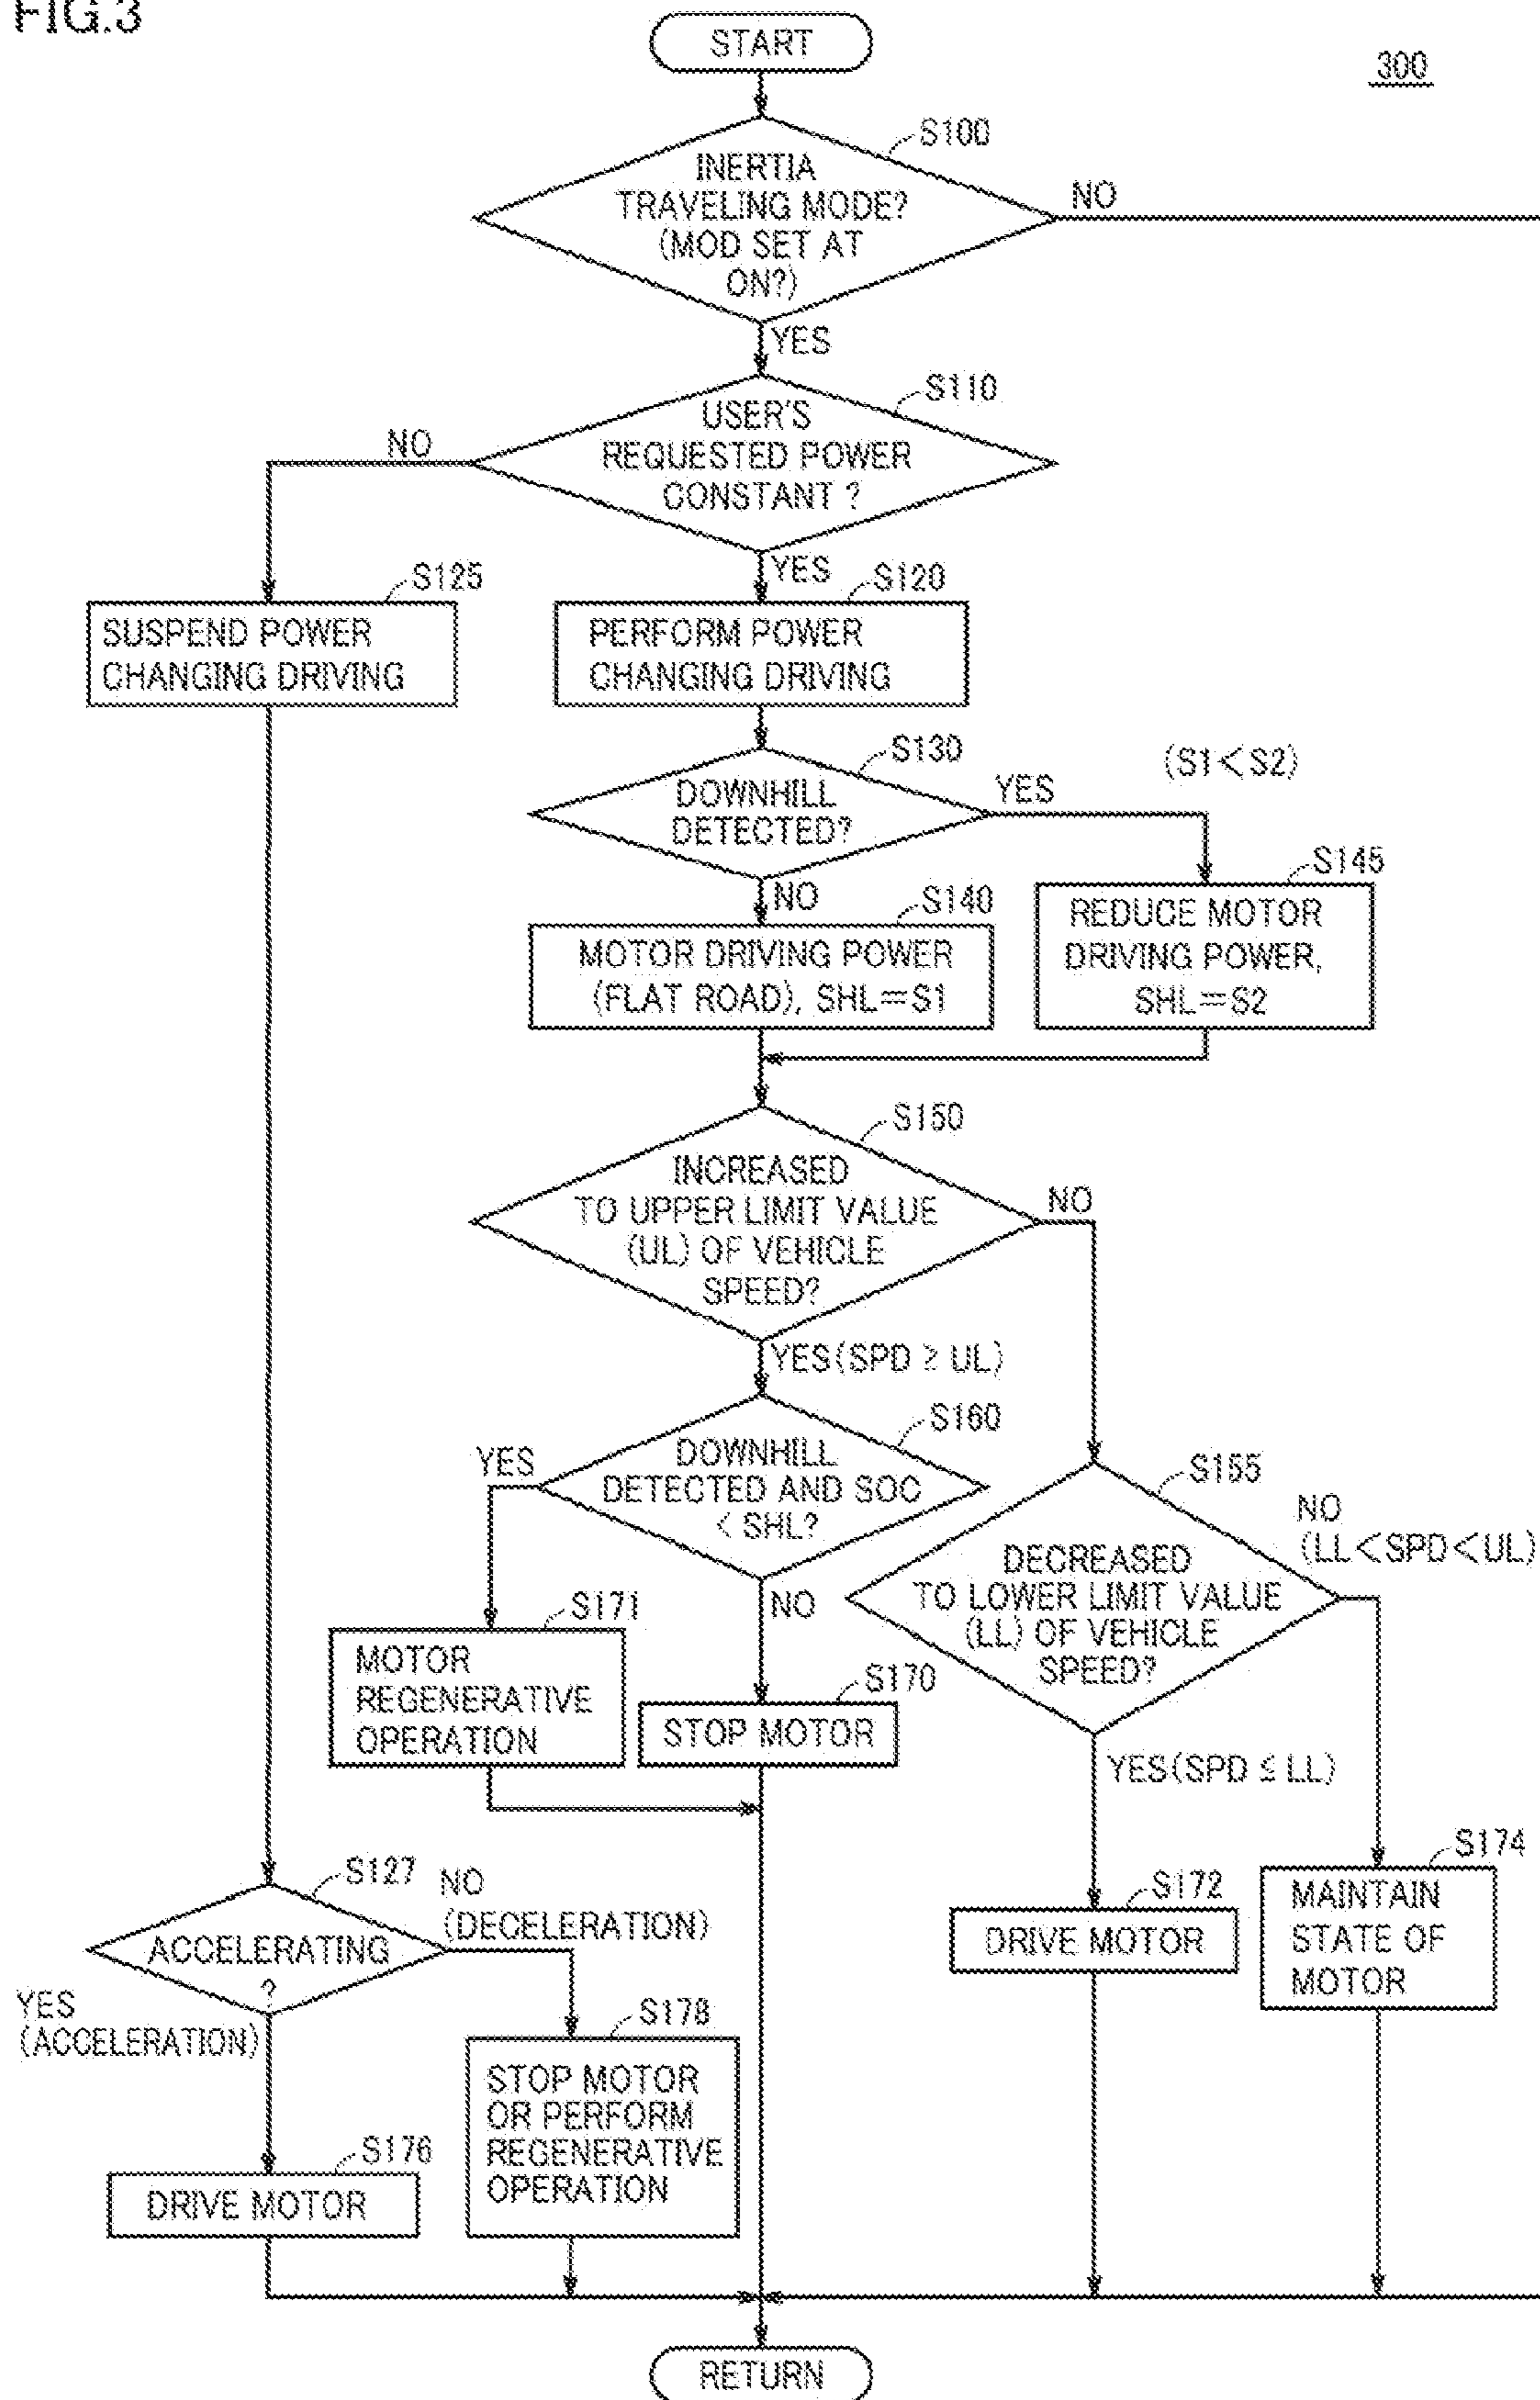 FIG.3
START
300
S100
INERTIA
TRAVELING MODE?
(MOD SET AT
ON?)
NO
YES
S110
USER'S
REQUESTED POWER
CONSTANT ?
NO
YES
S125
SUSPEND POWER
CHANGING DRIVING
S120
PERFORM POWER
CHANGING DRIVING
S130
DOWNHILL
DETECTED?
YES
(S1<S2)
NO
S140
MOTOR DRIVING POWER
(FLAT ROAD), SHL=S1
S145
REDUCE MOTOR
DRIVING POWER,
SHL=S2
S150
INCREASED
TO UPPER LIMIT VALUE
(UL) OF VEHICLE
SPEED?
NO
YES(SPD ≥ UL)
S160
DOWNHILL
DETECTED AND SOC
< SHL?
YES
NO
S155
DECREASED
TO LOWER LIMIT VALUE
(LL) OF VEHICLE
SPEED?
NO
(LL<SPD<UL)
YES(SPD ≤ LL)
S171
MOTOR
REGENERATIVE
OPERATION
S170
STOP MOTOR
S127
ACCELERATING
?
NO
(DECELERATION)
YES
(ACCELERATION)
S172
DRIVE MOTOR
S174
MAINTAIN
STATE OF
MOTOR
S178
STOP MOTOR
OR PERFORM
REGENERATIVE
OPERATION
S176
DRIVE MOTOR
RETURN